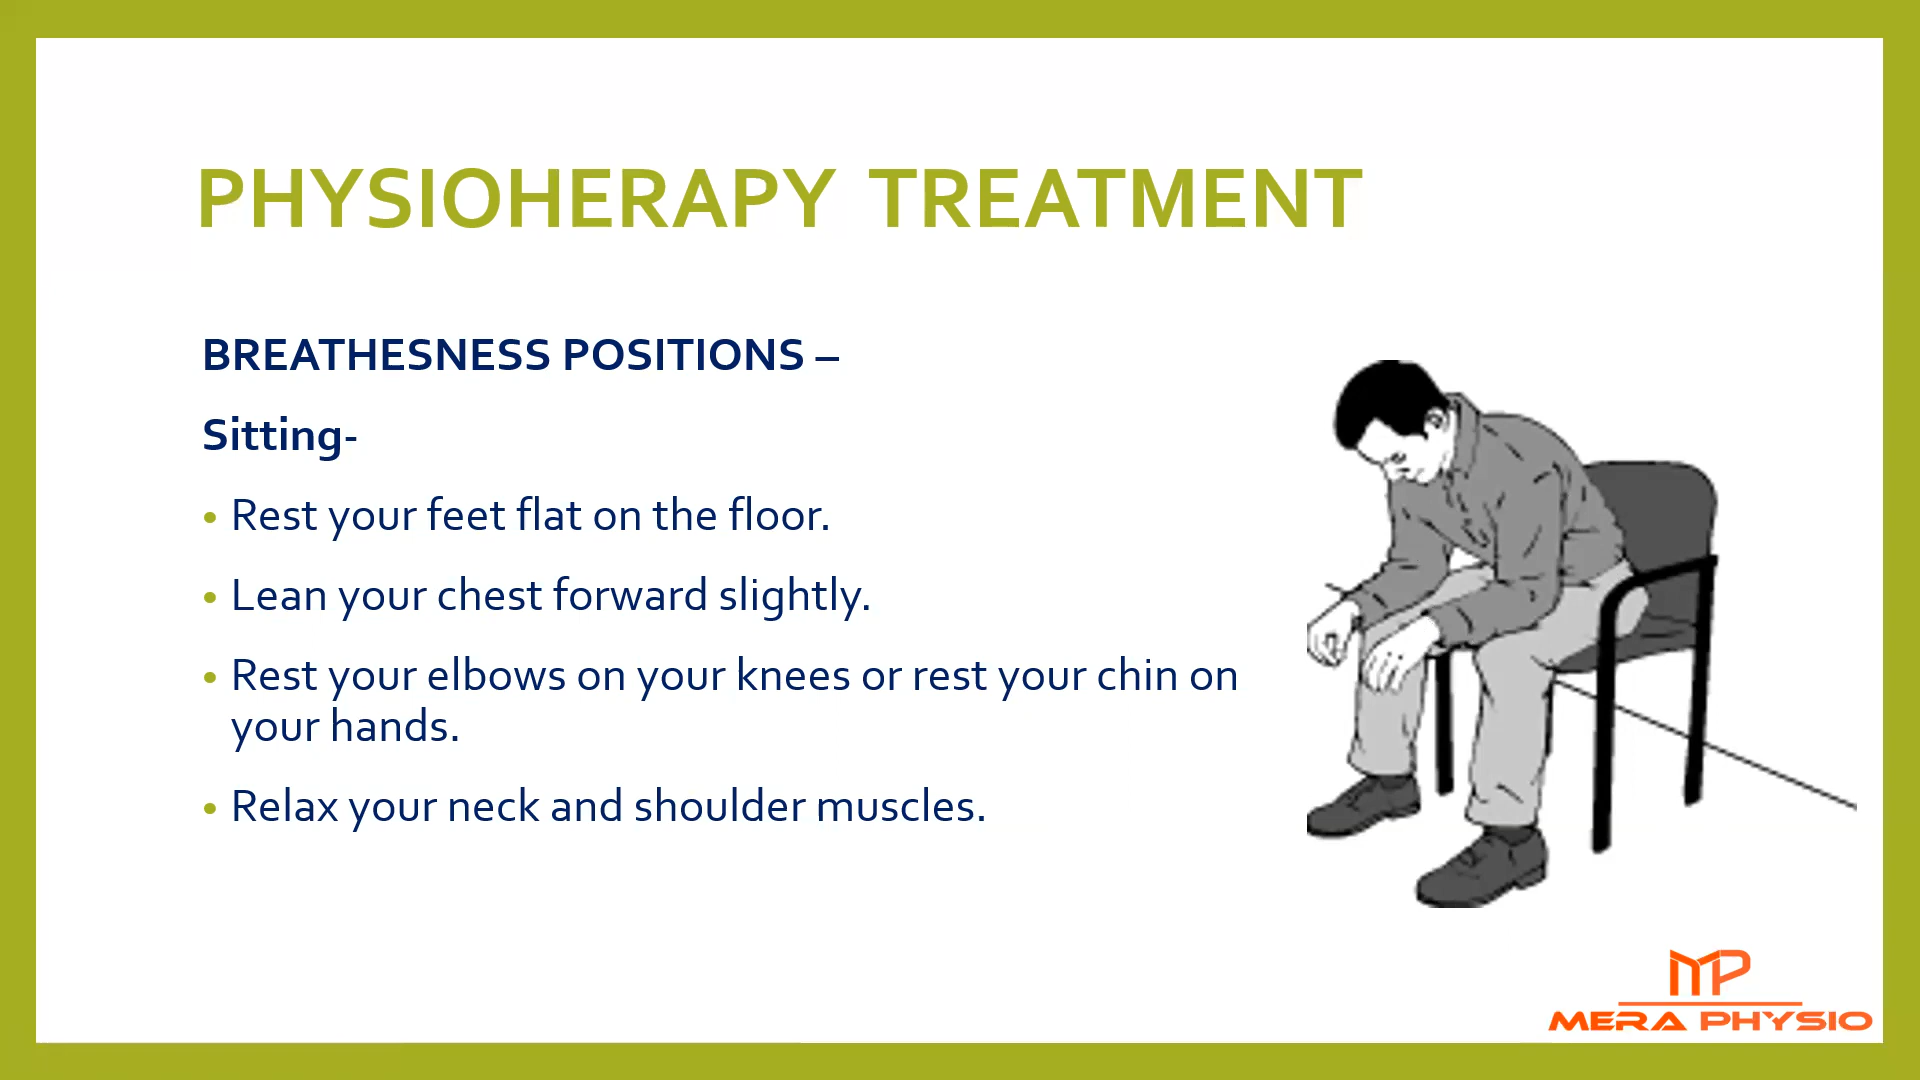 PHYSIOHERAPY TREATMENT
BREATHESNESS POSITIONS –
Sitting-
• Rest your feet flat on the floor.
• Lean your chest forward slightly.
• Rest your elbows on your knees or rest your chin on
your hands.
• Relax your neck and shoulder muscles.
MP
MERA PHYSIO